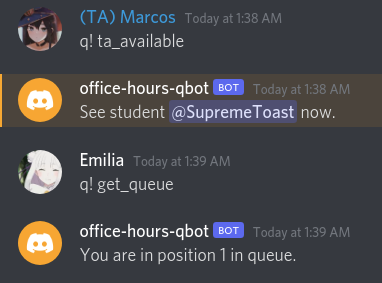 (TA) Marcos Today at 1:38 AM
q! ta_available
office-hours-qbot BOT Today at 1:38 AM
See student @SupremeToast now.
Emilia Today at 1:39 AM
q! get_queue
office-hours-qbot BOT Today at 1:39 AM
You are in position 1 in queue.